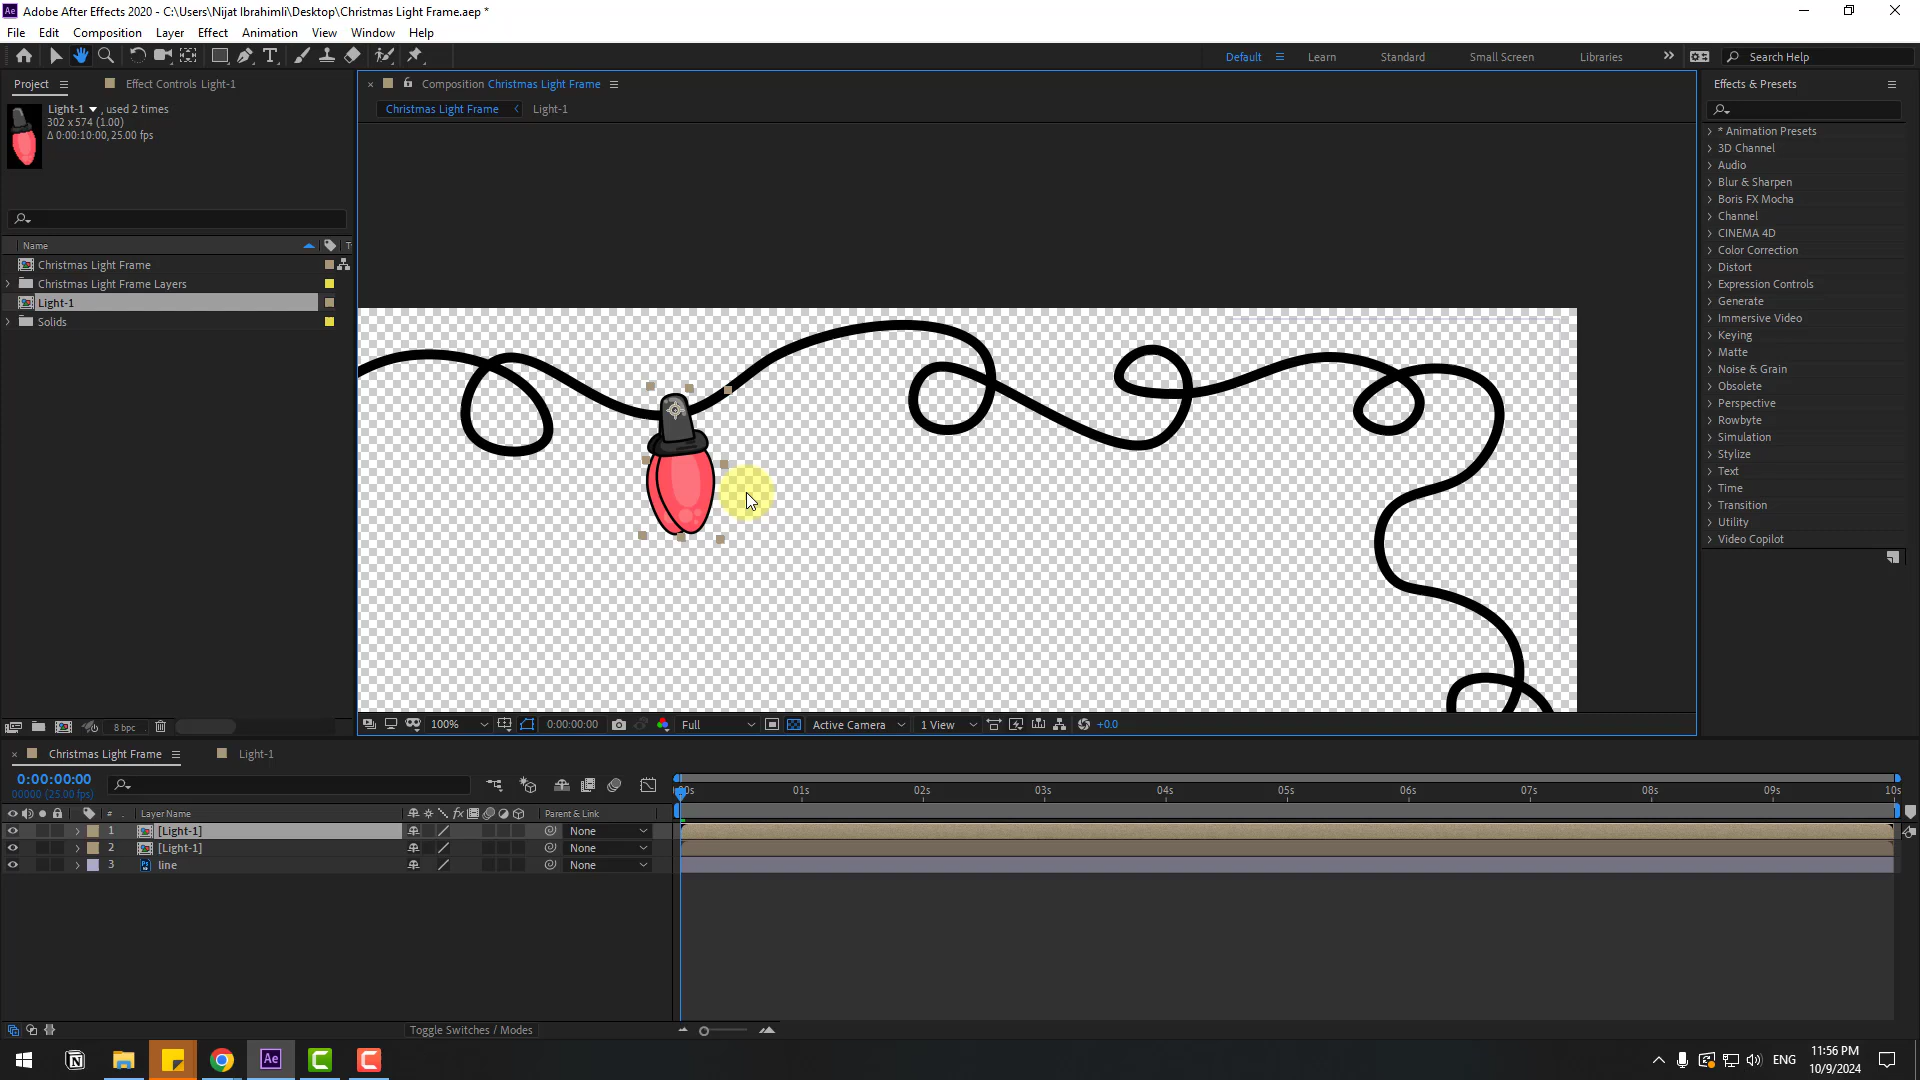 Adobe After Effects 2020 - C:\Users\Nijat Ibrahimli\Desktop\Christmas Light Frame.aep *
File Edit Composition Layer Effect Animation View Window Help
Default Learn Standard Small Screen Libraries Search Help
Project Effect Controls Light-1
Composition Christmas Light Frame
Effects & Presets
Light-1 , used 2 times
302 x 574 (1.00)
Δ 0:00:10:00, 25.00 fps
Christmas Light Frame Light-1
Name
Christmas Light Frame
Christmas Light Frame Layers
Light-1
Solids
* Animation Presets
3D Channel
Audio
Blur & Sharpen
Boris FX Mocha
Channel
CINEMA 4D
Color Correction
Distort
Expression Controls
Generate
Immersive Video
Keying
Matte
Noise & Grain
Obsolete
Perspective
Rowbyte
Simulation
Stylize
Text
Time
Transition
Utility
Video Copilot
8 bpc
100% 0:00:00:00 Full Active Camera 1 View +0.0
Christmas Light Frame Light-1
0:00:00:00
00000 (25.00 fps)
:00s 01s 02s 03s 04s 05s 06s 07s 08s 09s 10s
# Layer Name fx Parent & Link
1 [Light-1] None
2 [Light-1] None
3 line None
Toggle Switches / Modes
Ae
ENG
11:56 PM
10/9/2024